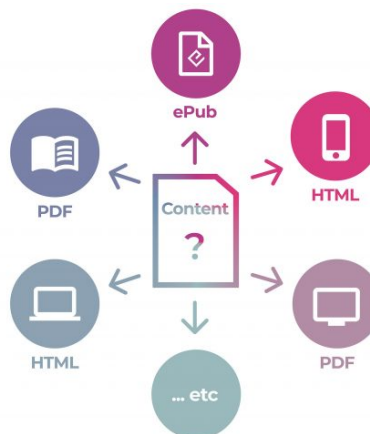 ePub
HTML
PDF
Content
?
HTML
PDF
... etc